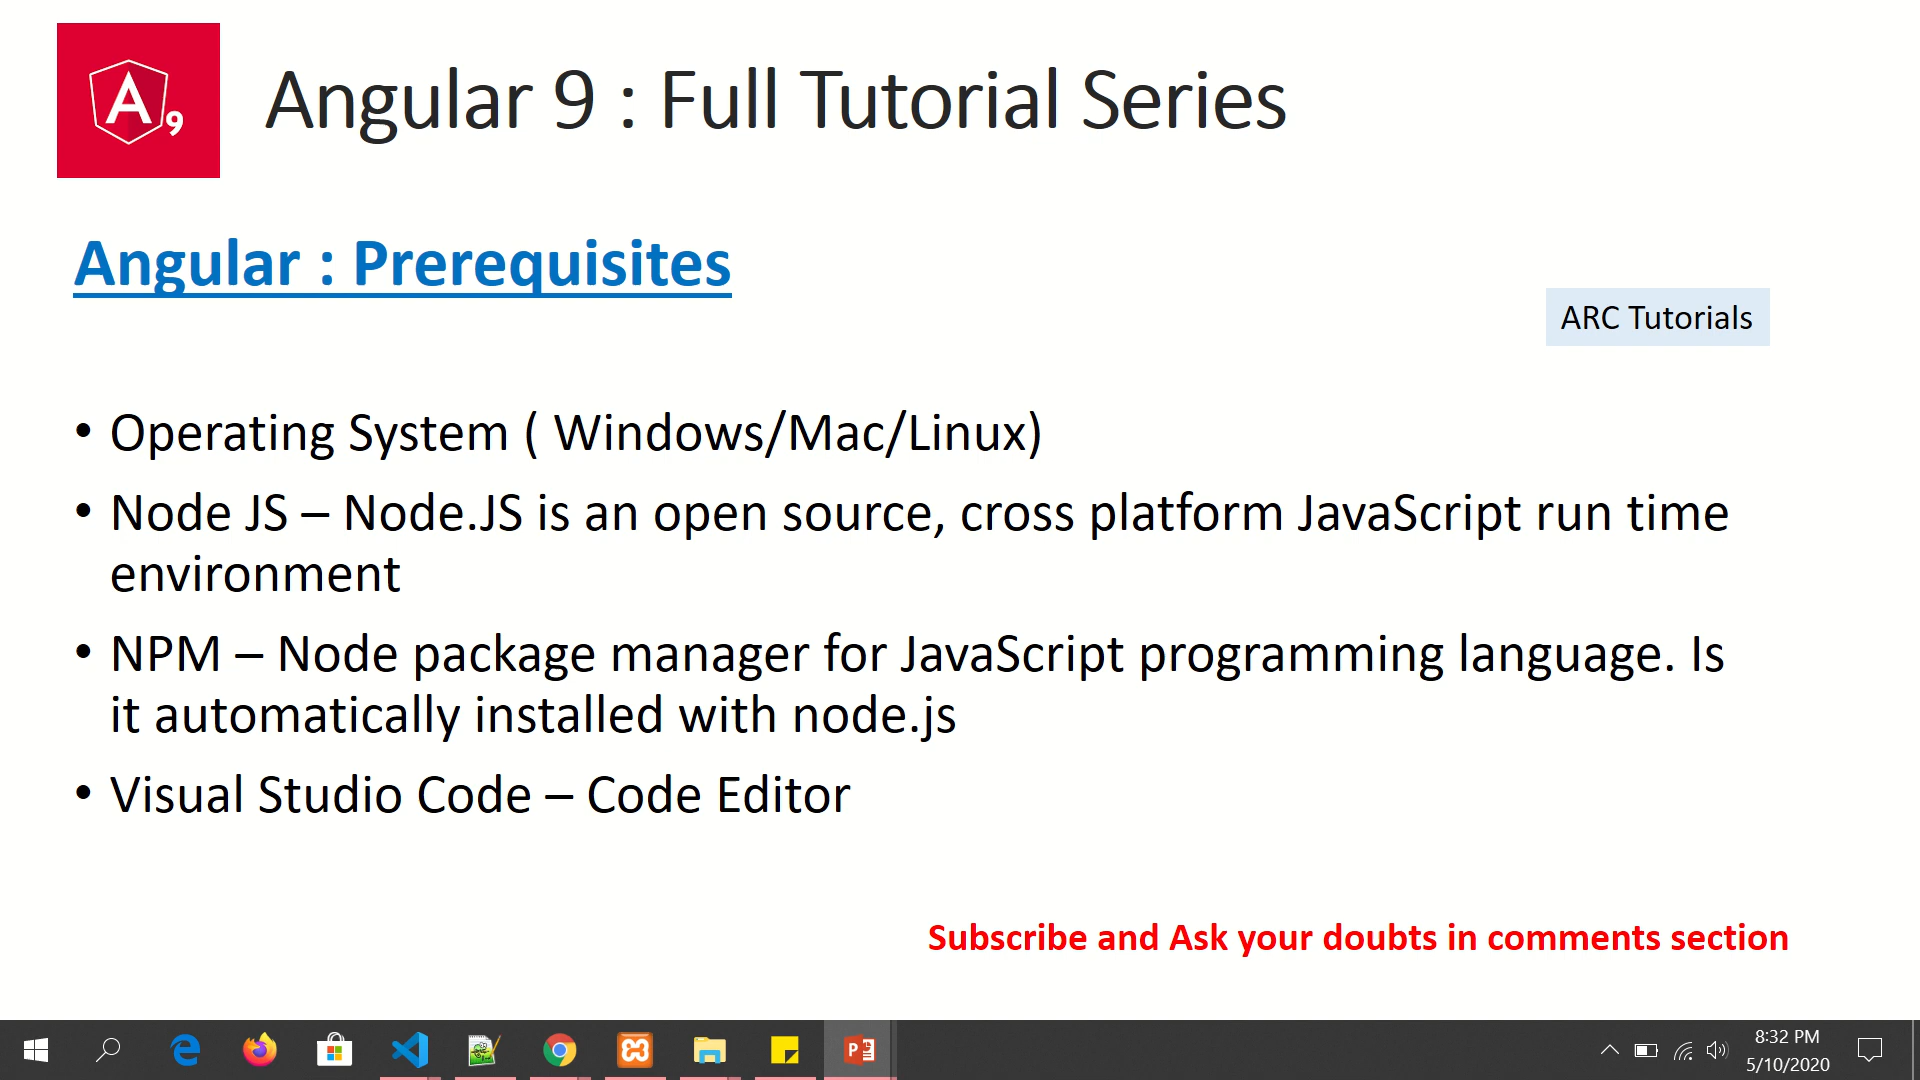 A9
Angular 9 : Full Tutorial Series
Angular : Prerequisites
ARC Tutorials
• Operating System ( Windows/Mac/Linux)
• Node JS – Node.JS is an open source, cross platform JavaScript run time
environment
• NPM – Node package manager for JavaScript programming language. Is
it automatically installed with node.js
• Visual Studio Code – Code Editor
Subscribe and Ask your doubts in comments section
8:32 PM
5/10/2020